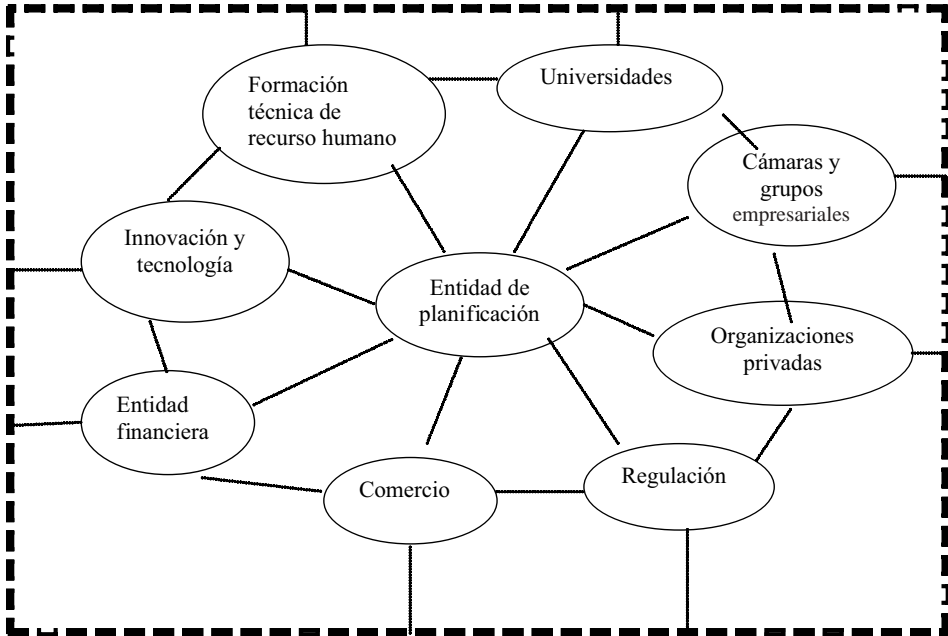 Formación
técnica de
recurso humano
Universidades
Cámaras y
grupos
empresariales
Innovación y
tecnología
Entidad de
planificación
Organizaciones
privadas
Entidad
financiera
Comercio
Regulación